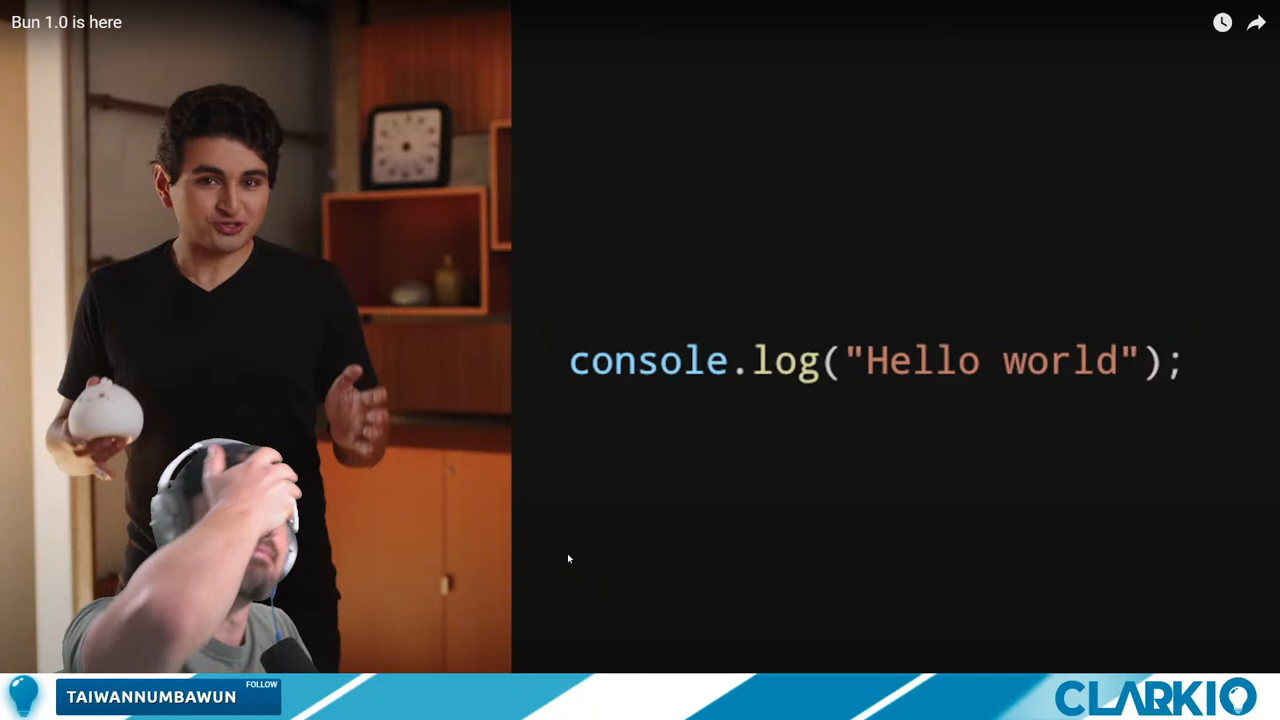 Bun 1.0 is here
console.log("Hello world");
TAIWANNUMBAWUN
FOLLOW
CLARKIO